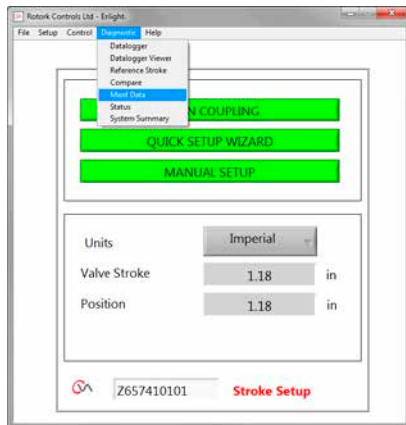 Rotork Controls Ltd - Enlight.
File Setup Control Diagnostic Help
Datalogger
Datalogger Viewer
Reference Stroke
Compare
Manf Data
Status
System Summary
N COUPLING
QUICK SETUP WIZARD
MANUAL SETUP
Units Imperial
Valve Stroke 1.18 in
Position 1.18 in
Z657410101 Stroke Setup